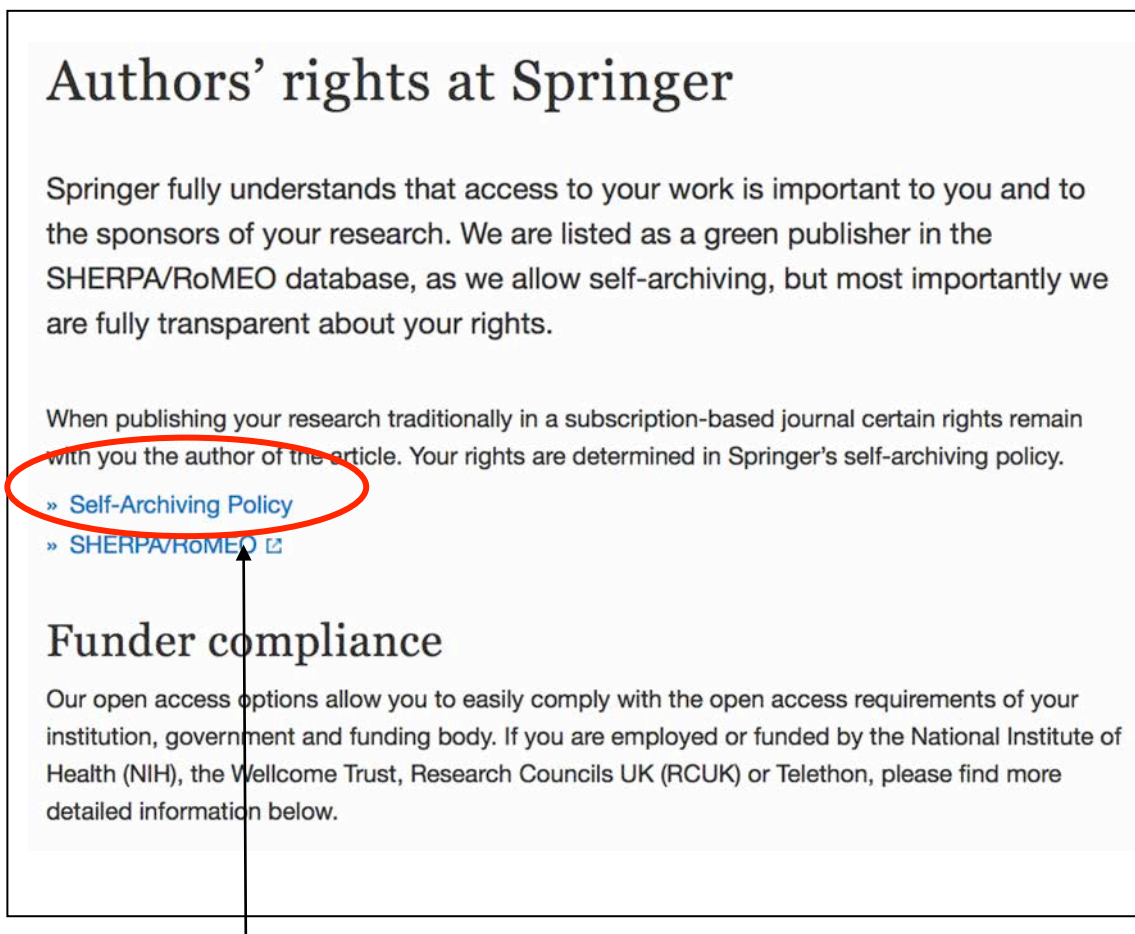 Authors’ rights at Springer
Springer fully understands that access to your work is important to you and to
the sponsors of your research. We are listed as a green publisher in the
SHERPA/RoMEO database, as we allow self-archiving, but most importantly we
are fully transparent about your rights.
When publishing your research traditionally in a subscription-based journal certain rights remain
with you the author of the article. Your rights are determined in Springer’s self-archiving policy.
» Self-Archiving Policy
» SHERPA/RoMEO
Funder compliance
Our open access options allow you to easily comply with the open access requirements of your
institution, government and funding body. If you are employed or funded by the National Institute of
Health (NIH), the Wellcome Trust, Research Councils UK (RCUK) or Telethon, please find more
detailed information below.